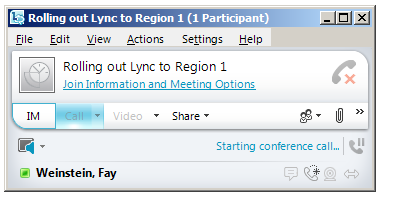 Rolling out Lync to Region 1 (1 Participant)
File Edit View Actions Settings Help
Rolling out Lync to Region 1
Join Information and Meeting Options
IM Call Video Share
Starting conference call...
Weinstein, Fay